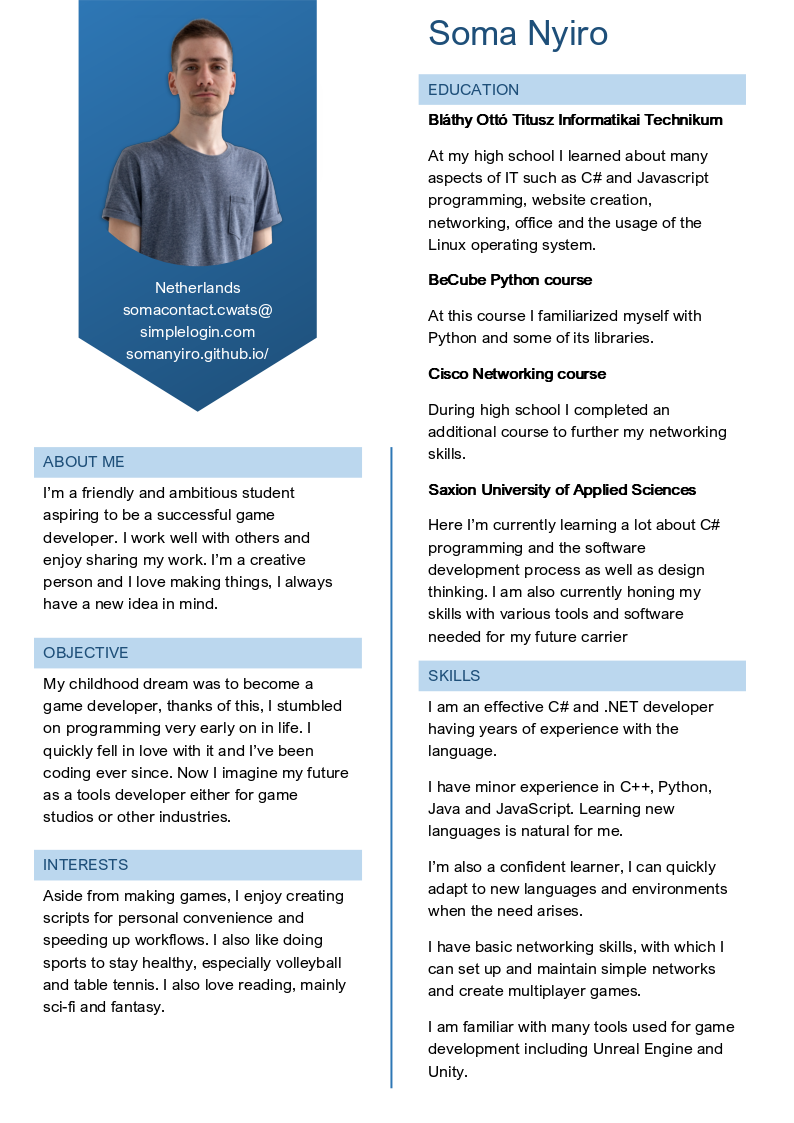 Soma Nyiro
Netherlands
somacontact.cwats@
simplelogin.com
somanyiro.github.io/
ABOUT ME
I'm a friendly and ambitious student
aspiring to be a successful game
developer. I work well with others and
enjoy sharing my work. I'm a creative
person and I love making things, I always
have a new idea in mind.
OBJECTIVE
My childhood dream was to become a
game developer, thanks of this, I stumbled
on programming very early on in life. I
quickly fell in love with it and I've been
coding ever since. Now I imagine my future
as a tools developer either for game
studios or other industries.
INTERESTS
Aside from making games, I enjoy creating
scripts for personal convenience and
speeding up workflows. I also like doing
sports to stay healthy, especially volleyball
and table tennis. I also love reading, mainly
sci-fi and fantasy.
EDUCATION
Bláthy Ottó Titusz Informatikai Technikum
At my high school I learned about many
aspects of IT such as C# and Javascript
programming, website creation,
networking, office and the usage of the
Linux operating system.
BeCube Python course
At this course I familiarized myself with
Python and some of its libraries.
Cisco Networking course
During high school I completed an
additional course to further my networking
skills.
Saxion University of Applied Sciences
Here I'm currently learning a lot about C#
programming and the software
development process as well as design
thinking. I am also currently honing my
skills with various tools and software
needed for my future carrier
SKILLS
I am an effective C# and .NET developer
having years of experience with the
language.
I have minor experience in C++, Python,
Java and JavaScript. Learning new
languages is natural for me.
I'm also a confident learner, I can quickly
adapt to new languages and environments
when the need arises.
I have basic networking skills, with which I
can set up and maintain simple networks
and create multiplayer games.
I am familiar with many tools used for game
development including Unreal Engine and
Unity.